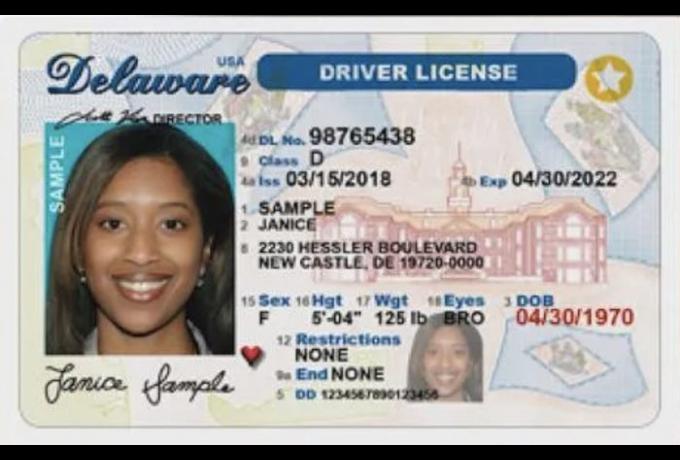 Delaware USA DRIVER LICENSE
DIRECTOR
SAMPLE
4d DL No. 98765438
9 Class D
4a Iss 03/15/2018 4b Exp 04/30/2022
1 SAMPLE
2 JANICE
8 2230 HESSLER BOULEVARD
NEW CASTLE, DE 19720-0000
15 Sex 16 Hgt 17 Wgt 18 Eyes 3 DOB
F 5'-04" 125 lb BRO 04/30/1970
12 Restrictions
NONE
9a End NONE
5 DD 1234567890123456
Janice Sample